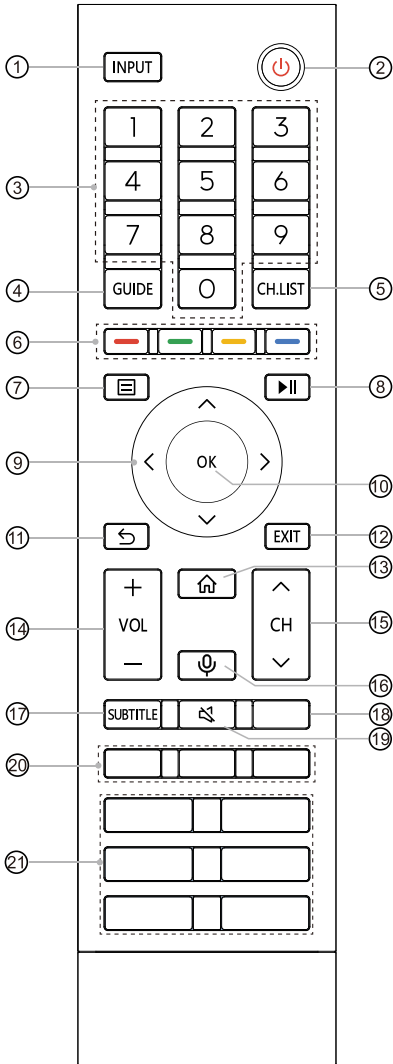 ① INPUT ②
1 2 3
③ 4 5 6
7 8 9
④ GUIDE 0 CH.LIST ⑤
⑥
⑦ ⑧
⑨ OK
⑩
⑪ EXIT ⑫
⑬
+
⑭ VOL CH ⑮
−
⑯
⑰ SUBTITLE ⑱
⑲
⑳
㉑